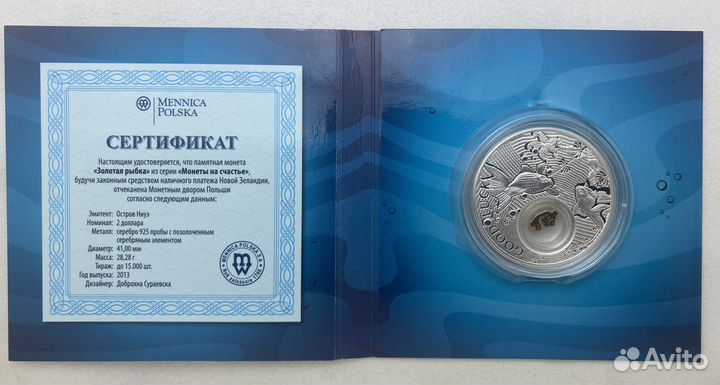 MENNICA
POLSKA
СЕРТИФИКАТ
Настоящим удостоверяется, что памятная монета
«Золотая рыбка» из серии «Монеты на счастье»,
будучи законным средством наличного платежа Новой Зеландии,
отчеканена Монетным двором Польши
согласно следующим данным:
Эмитент: Остров Ниуэ
Номинал: 2 доллара
Металл: серебро 925 пробы с позолоченным
серебряным элементом
Диаметр: 41,00 мм
Масса: 28,28 г
Тираж: до 15.000 шт.
Год выпуска: 2013
Дизайнер: Доброхна Сураевска
MENNICA POLSKA S.A.
ROK ZAŁOŻENIA 1766
GOOD
Avito